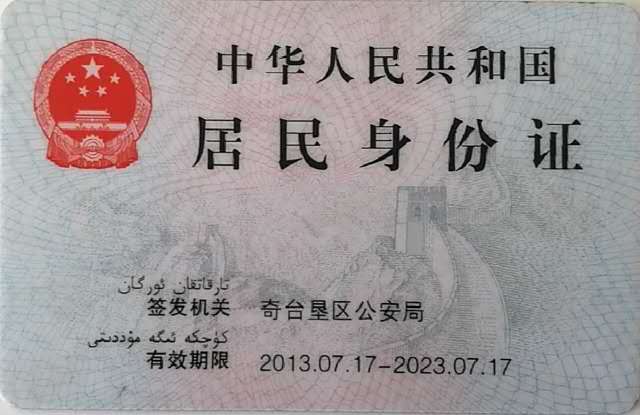 中华人民共和国
居民身份证
تارقاتقان ئورگان
签发机关 奇台垦区公安局
كۈچكە ئىگە مۇددىتى
有效期限 2013.07.17-2023.07.17